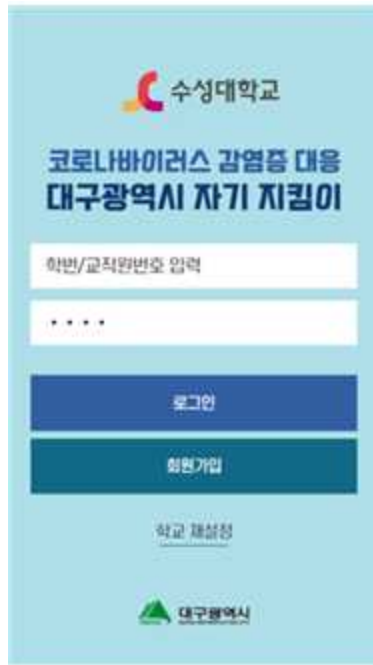 수성대학교
코로나바이러스 감염증 대응
대구광역시 자기 지킴이
학번/교직원번호 입력
로그인
회원가입
학교 재설정
대구광역시